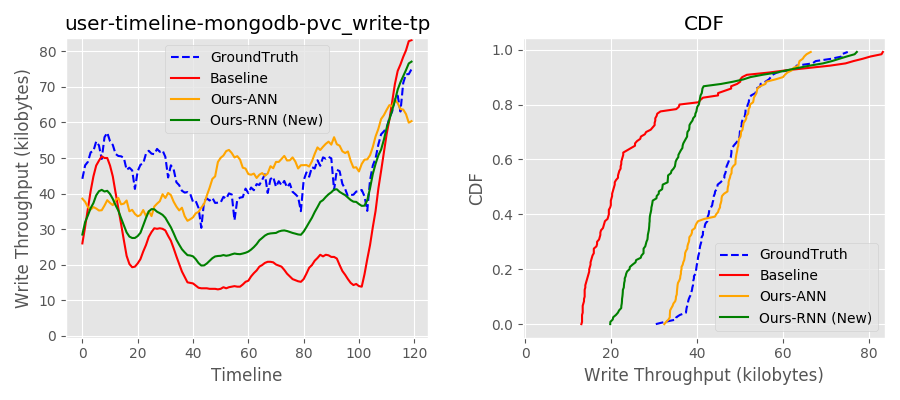 user-timeline-mongodb-pvc_write-tp
Write Throughput (kilobytes)
80
70
60
50
40
30
20
10
0
GroundTruth
Baseline
Ours-ANN
Ours-RNN (New)
0 20 40 60 80 100 120
Timeline
CDF
CDF
1.0
0.8
0.6
0.4
0.2
0.0
GroundTruth
Baseline
Ours-ANN
Ours-RNN (New)
0 20 40 60 80
Write Throughput (kilobytes)